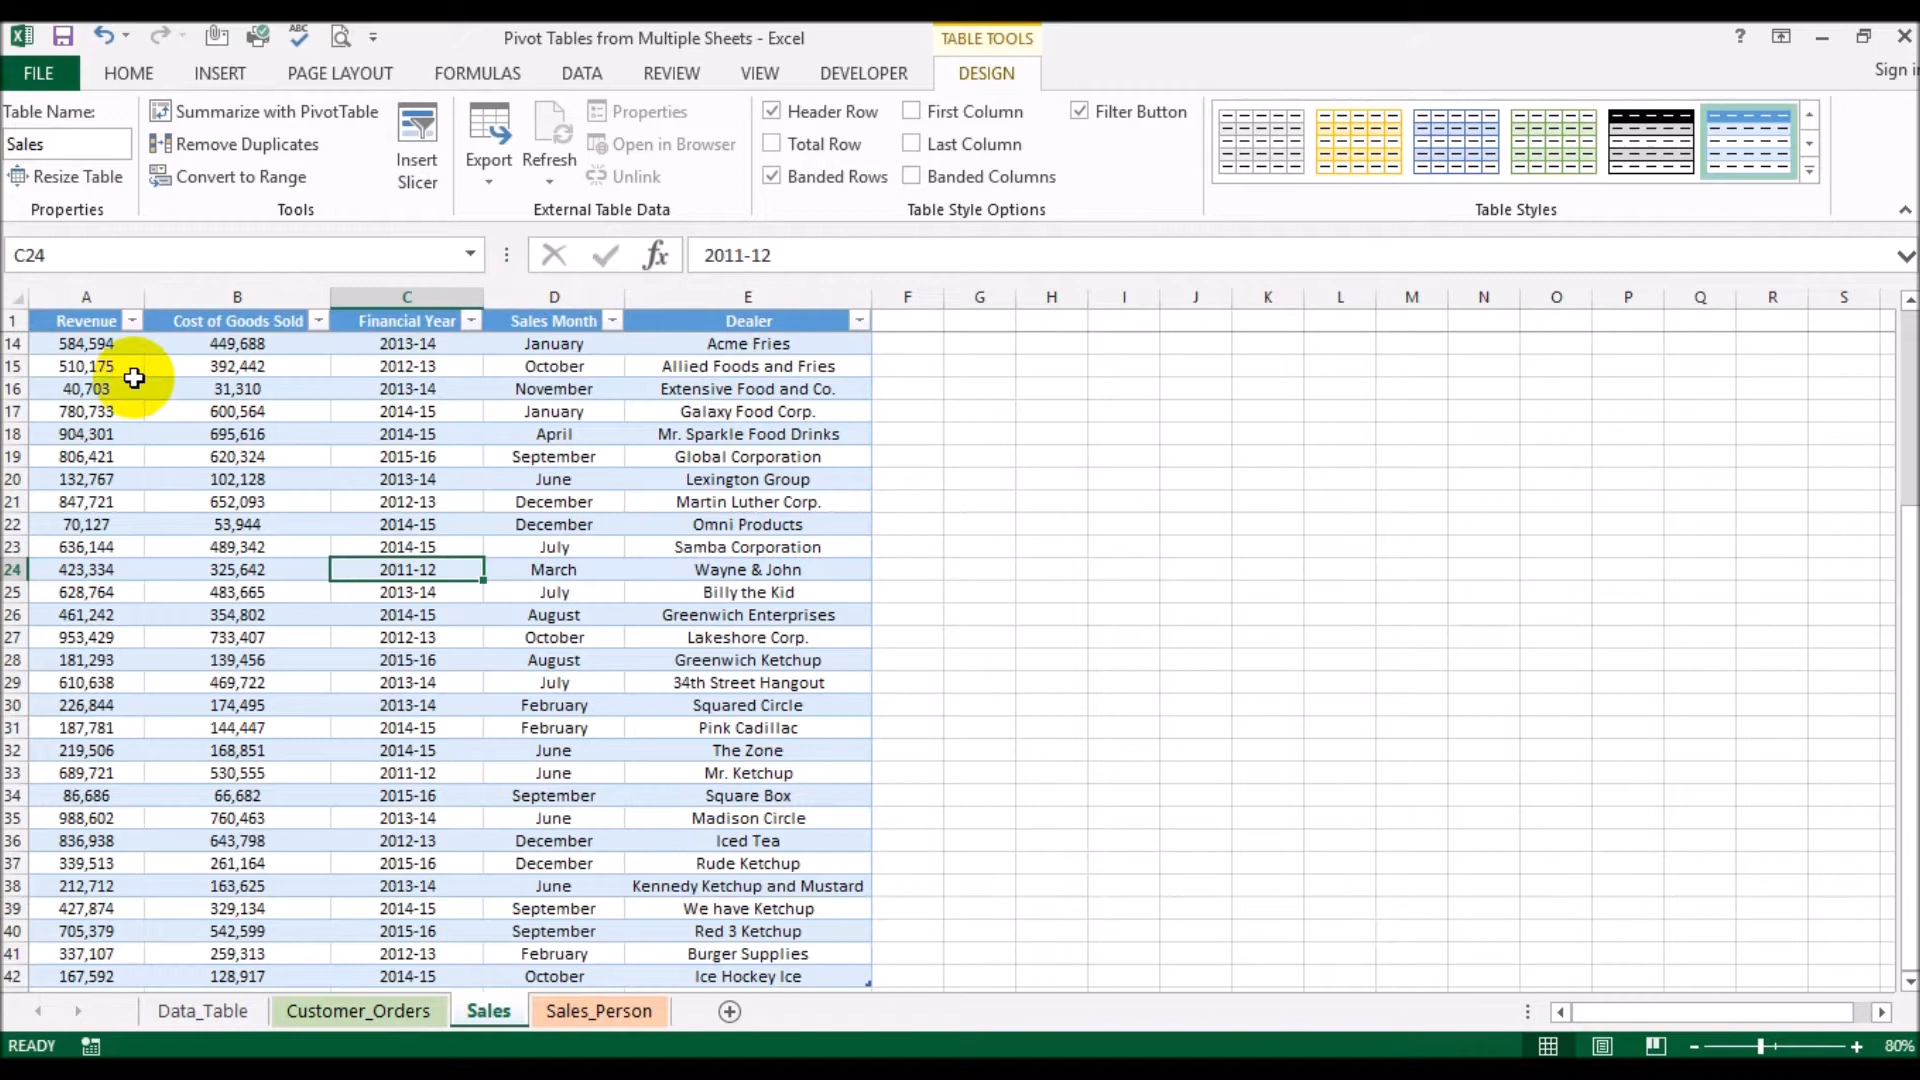 Pivot Tables from Multiple Sheets - Excel
TABLE TOOLS
?
Sign i
FILE HOME INSERT PAGE LAYOUT FORMULAS DATA REVIEW VIEW DEVELOPER DESIGN
Table Name:
Sales
Resize Table
Properties
Summarize with PivotTable
Remove Duplicates
Convert to Range
Tools
Insert
Slicer
Export
Refresh
Properties
Open in Browser
Unlink
External Table Data
Header Row First Column Filter Button
Total Row Last Column
Banded Rows Banded Columns
Table Style Options
Table Styles
C24 fx 2011-12
A B C D E F G H I J K L M N O P Q R S
1 Revenue Cost of Goods Sold Financial Year Sales Month Dealer
14 584,594 449,688 2013-14 January Acme Fries
15 510,175 392,442 2012-13 October Allied Foods and Fries
16 40,703 31,310 2013-14 November Extensive Food and Co.
17 780,733 600,564 2014-15 January Galaxy Food Corp.
18 904,301 695,616 2014-15 April Mr. Sparkle Food Drinks
19 806,421 620,324 2015-16 September Global Corporation
20 132,767 102,128 2013-14 June Lexington Group
21 847,721 652,093 2012-13 December Martin Luther Corp.
22 70,127 53,944 2014-15 December Omni Products
23 636,144 489,342 2014-15 July Samba Corporation
24 423,334 325,642 2011-12 March Wayne & John
25 628,764 483,665 2013-14 July Billy the Kid
26 461,242 354,802 2014-15 August Greenwich Enterprises
27 953,429 733,407 2012-13 October Lakeshore Corp.
28 181,293 139,456 2015-16 August Greenwich Ketchup
29 610,638 469,722 2013-14 July 34th Street Hangout
30 226,844 174,495 2013-14 February Squared Circle
31 187,781 144,447 2014-15 February Pink Cadillac
32 219,506 168,851 2014-15 June The Zone
33 689,721 530,555 2011-12 June Mr. Ketchup
34 86,686 66,682 2015-16 September Square Box
35 988,602 760,463 2013-14 June Madison Circle
36 836,938 643,798 2012-13 December Iced Tea
37 339,513 261,164 2015-16 December Rude Ketchup
38 212,712 163,625 2013-14 June Kennedy Ketchup and Mustard
39 427,874 329,134 2014-15 September We have Ketchup
40 705,379 542,599 2015-16 September Red 3 Ketchup
41 337,107 259,313 2012-13 February Burger Supplies
42 167,592 128,917 2014-15 October Ice Hockey Ice
Data_Table Customer_Orders Sales Sales_Person
READY 80%